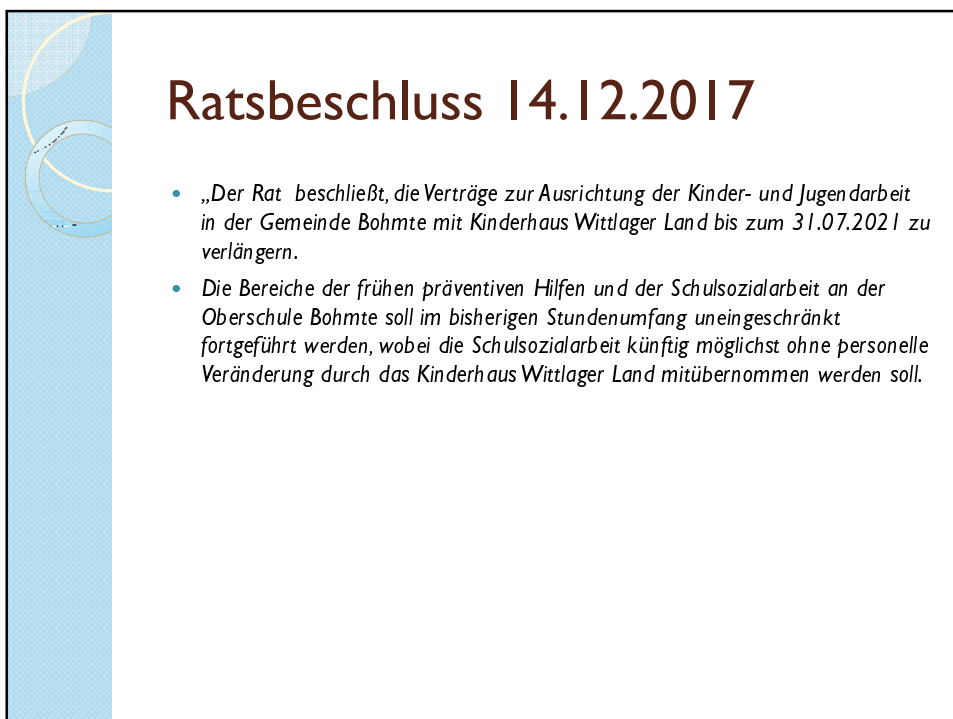 Ratsbeschluss 14.12.2017
• „Der Rat beschließt, die Verträge zur Ausrichtung der Kinder- und Jugendarbeit
in der Gemeinde Bohmte mit Kinderhaus Wittlager Land bis zum 31.07.2021 zu
verlängern.
• Die Bereiche der frühen präventiven Hilfen und der Schulsozialarbeit an der
Oberschule Bohmte soll im bisherigen Stundenumfang uneingeschränkt
fortgeführt werden, wobei die Schulsozialarbeit künftig möglichst ohne personelle
Veränderung durch das Kinderhaus Wittlager Land mitübernommen werden soll.